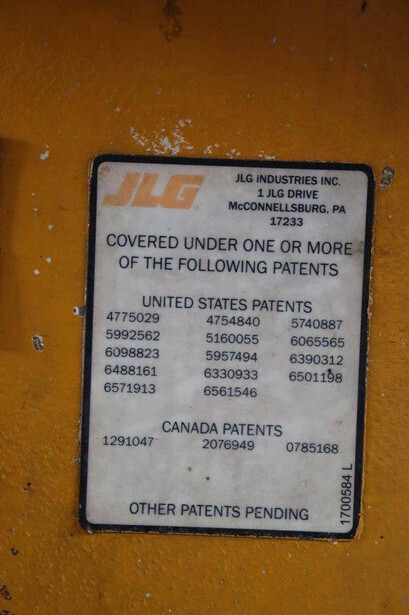 JLG
JLG INDUSTRIES INC.
1 JLG DRIVE
McCONNELLSBURG, PA
17233
COVERED UNDER ONE OR MORE
OF THE FOLLOWING PATENTS
UNITED STATES PATENTS
4775029 4754840 5740887
5992562 5160055 6065565
6098823 5957494 6390312
6488161 6330933 6501198
6571913 6561546
CANADA PATENTS
1291047 2076949 0785168
OTHER PATENTS PENDING
1700584 L